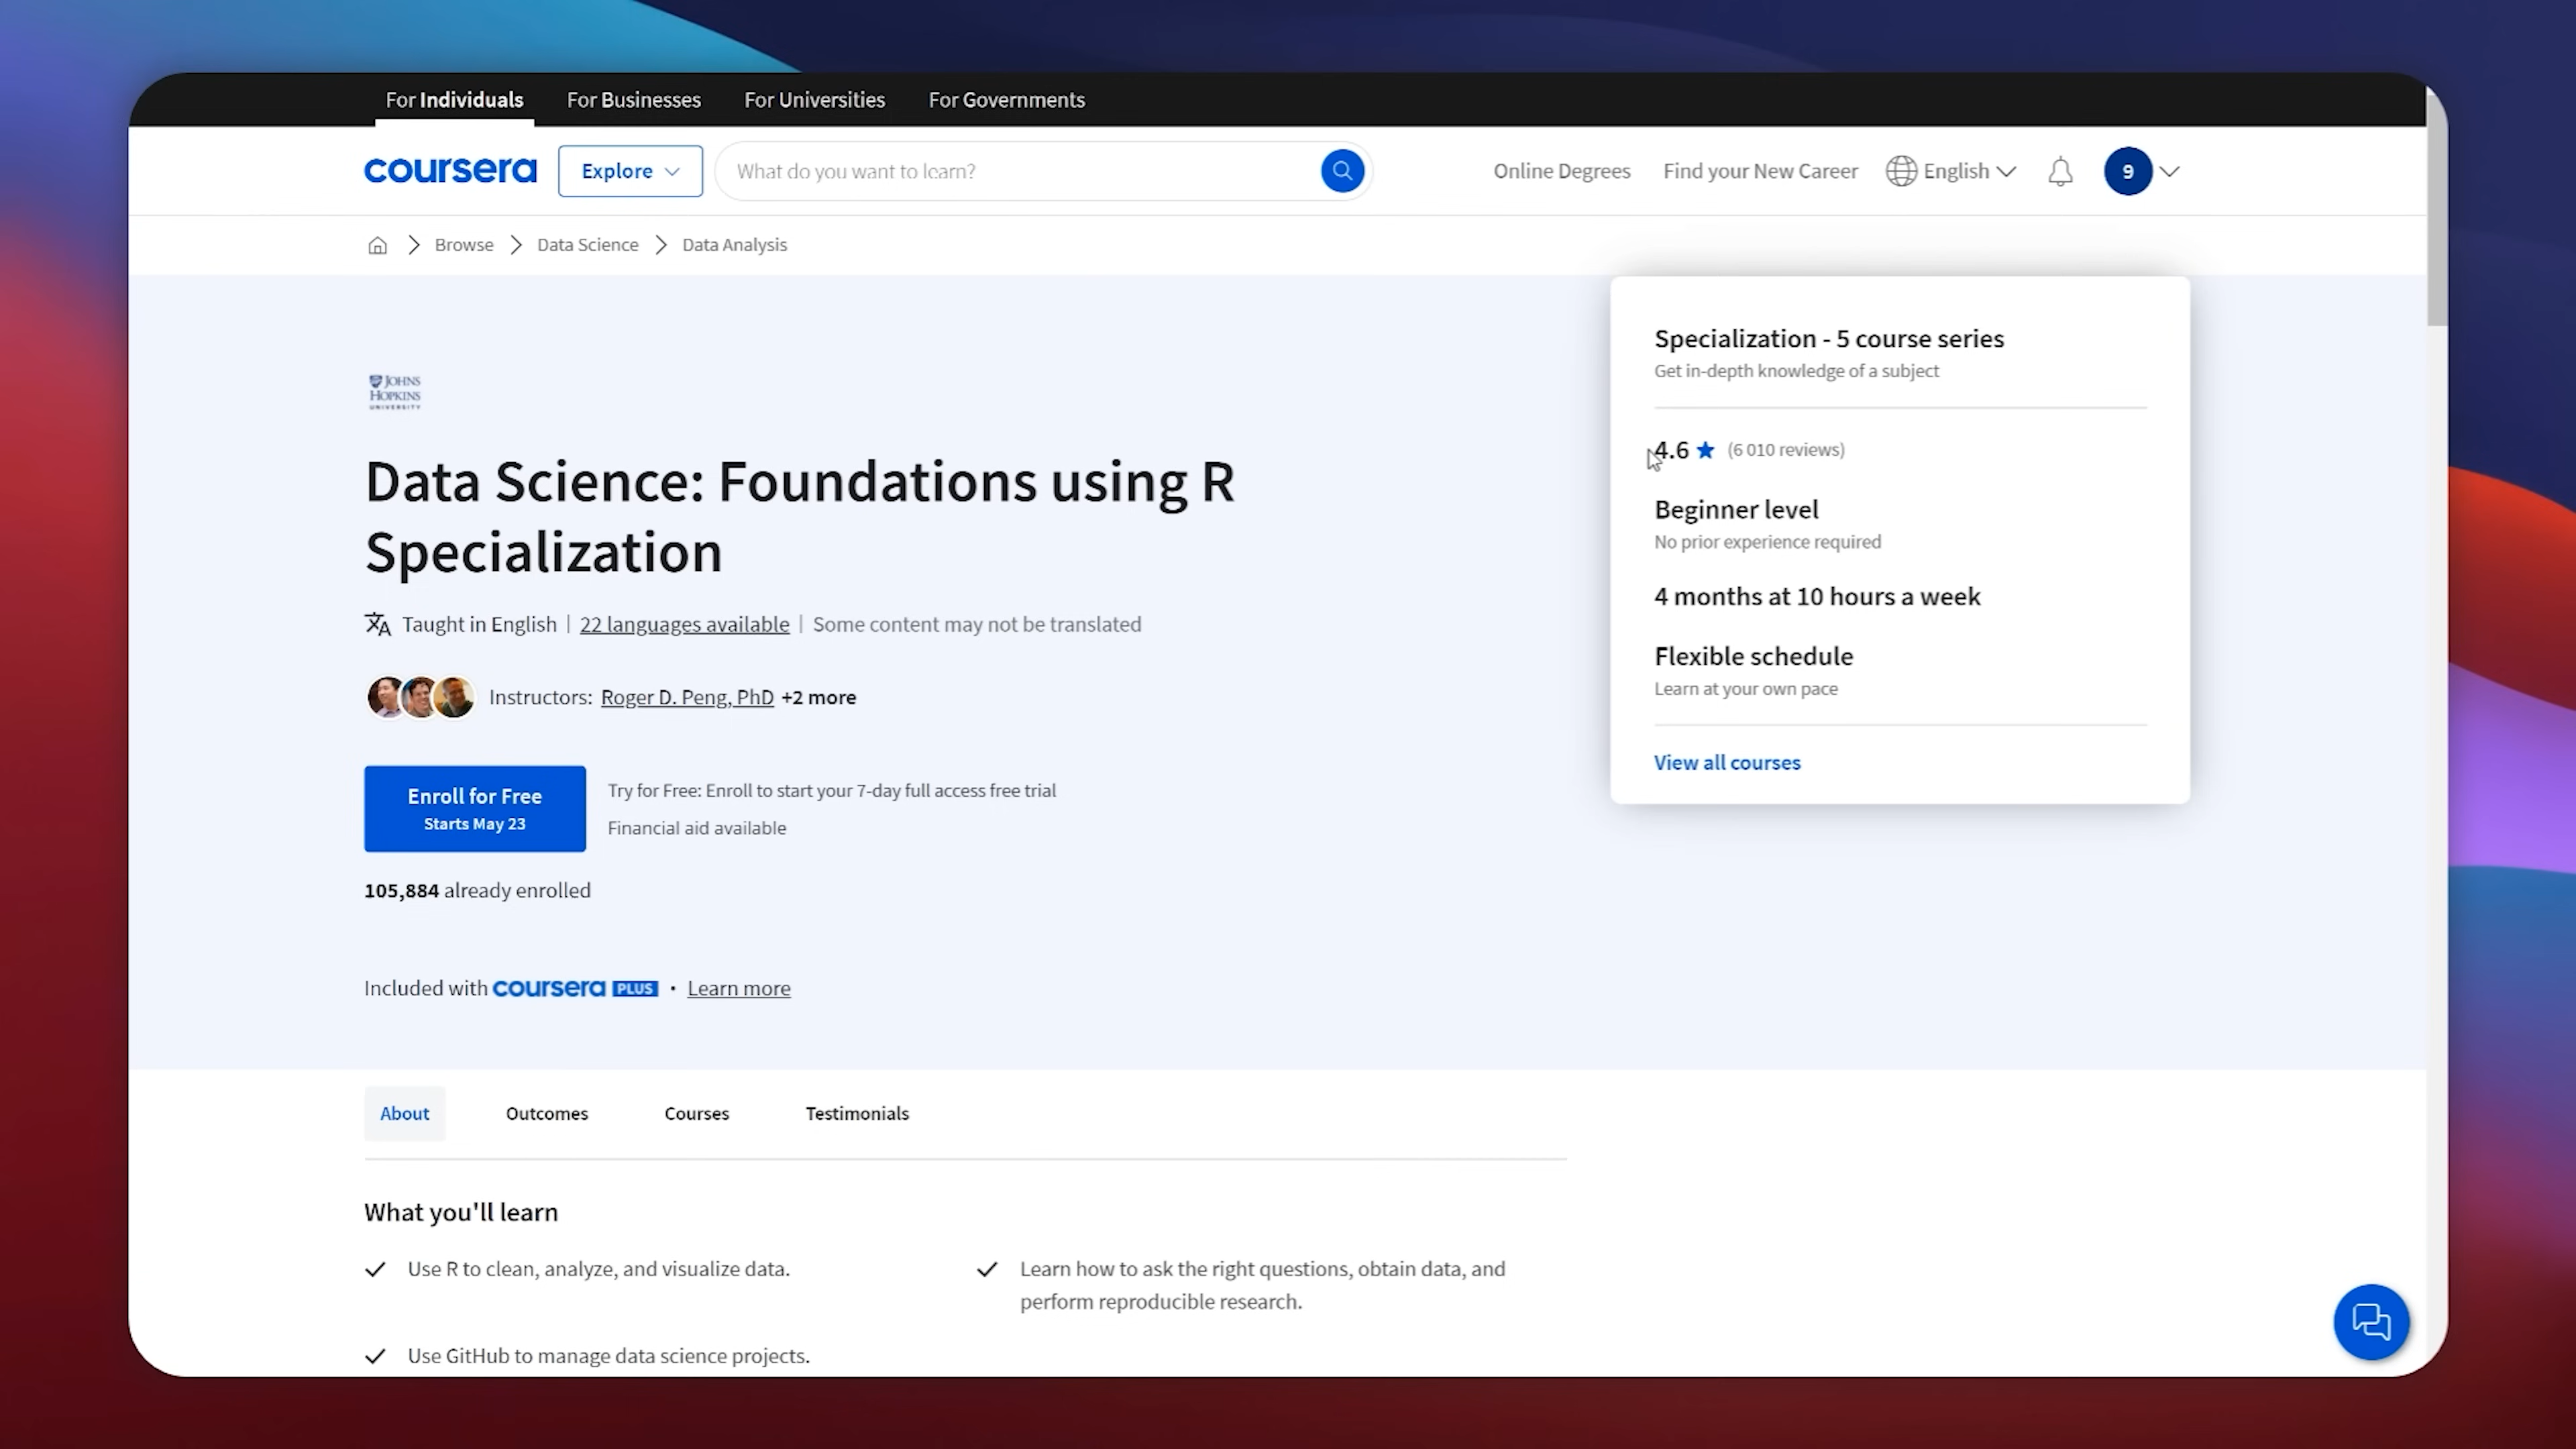 For Individuals For Businesses For Universities For Governments
coursera Explore What do you want to learn? Online Degrees Find your New Career English 9
Browse Data Science Data Analysis
JOHNS
HOPKINS
UNIVERSITY
Data Science: Foundations using R
Specialization
Taught in English | 22 languages available | Some content may not be translated
Instructors: Roger D. Peng, PhD +2 more
Enroll for Free
Starts May 23
Try for Free: Enroll to start your 7-day full access free trial
Financial aid available
105,884 already enrolled
Included with coursera PLUS • Learn more
Specialization - 5 course series
Get in-depth knowledge of a subject
4.6 (6 010 reviews)
Beginner level
No prior experience required
4 months at 10 hours a week
Flexible schedule
Learn at your own pace
View all courses
About Outcomes Courses Testimonials
What you'll learn
Use R to clean, analyze, and visualize data.
Learn how to ask the right questions, obtain data, and
perform reproducible research.
Use GitHub to manage data science projects.